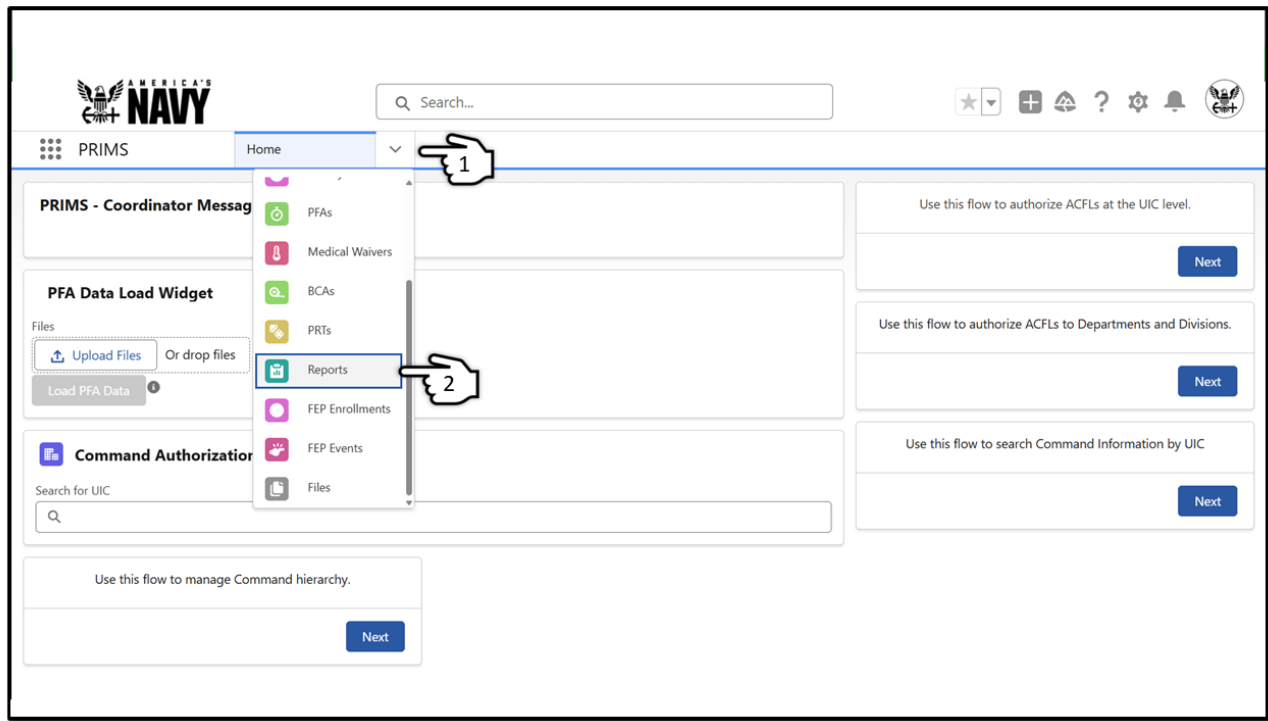 AMERICA'S
NAVY
Search...
PRIMS
Home
1
PRIMS - Coordinator Messag
PFAs
Medical Waivers
BCAs
PRTs
Reports
2
FEP Enrollments
FEP Events
Files
PFA Data Load Widget
Files
Upload Files
Or drop files
Load PFA Data
Command Authorization
Search for UIC
Use this flow to manage Command hierarchy.
Next
Use this flow to authorize ACFLs at the UIC level.
Next
Use this flow to authorize ACFLs to Departments and Divisions.
Next
Use this flow to search Command Information by UIC
Next